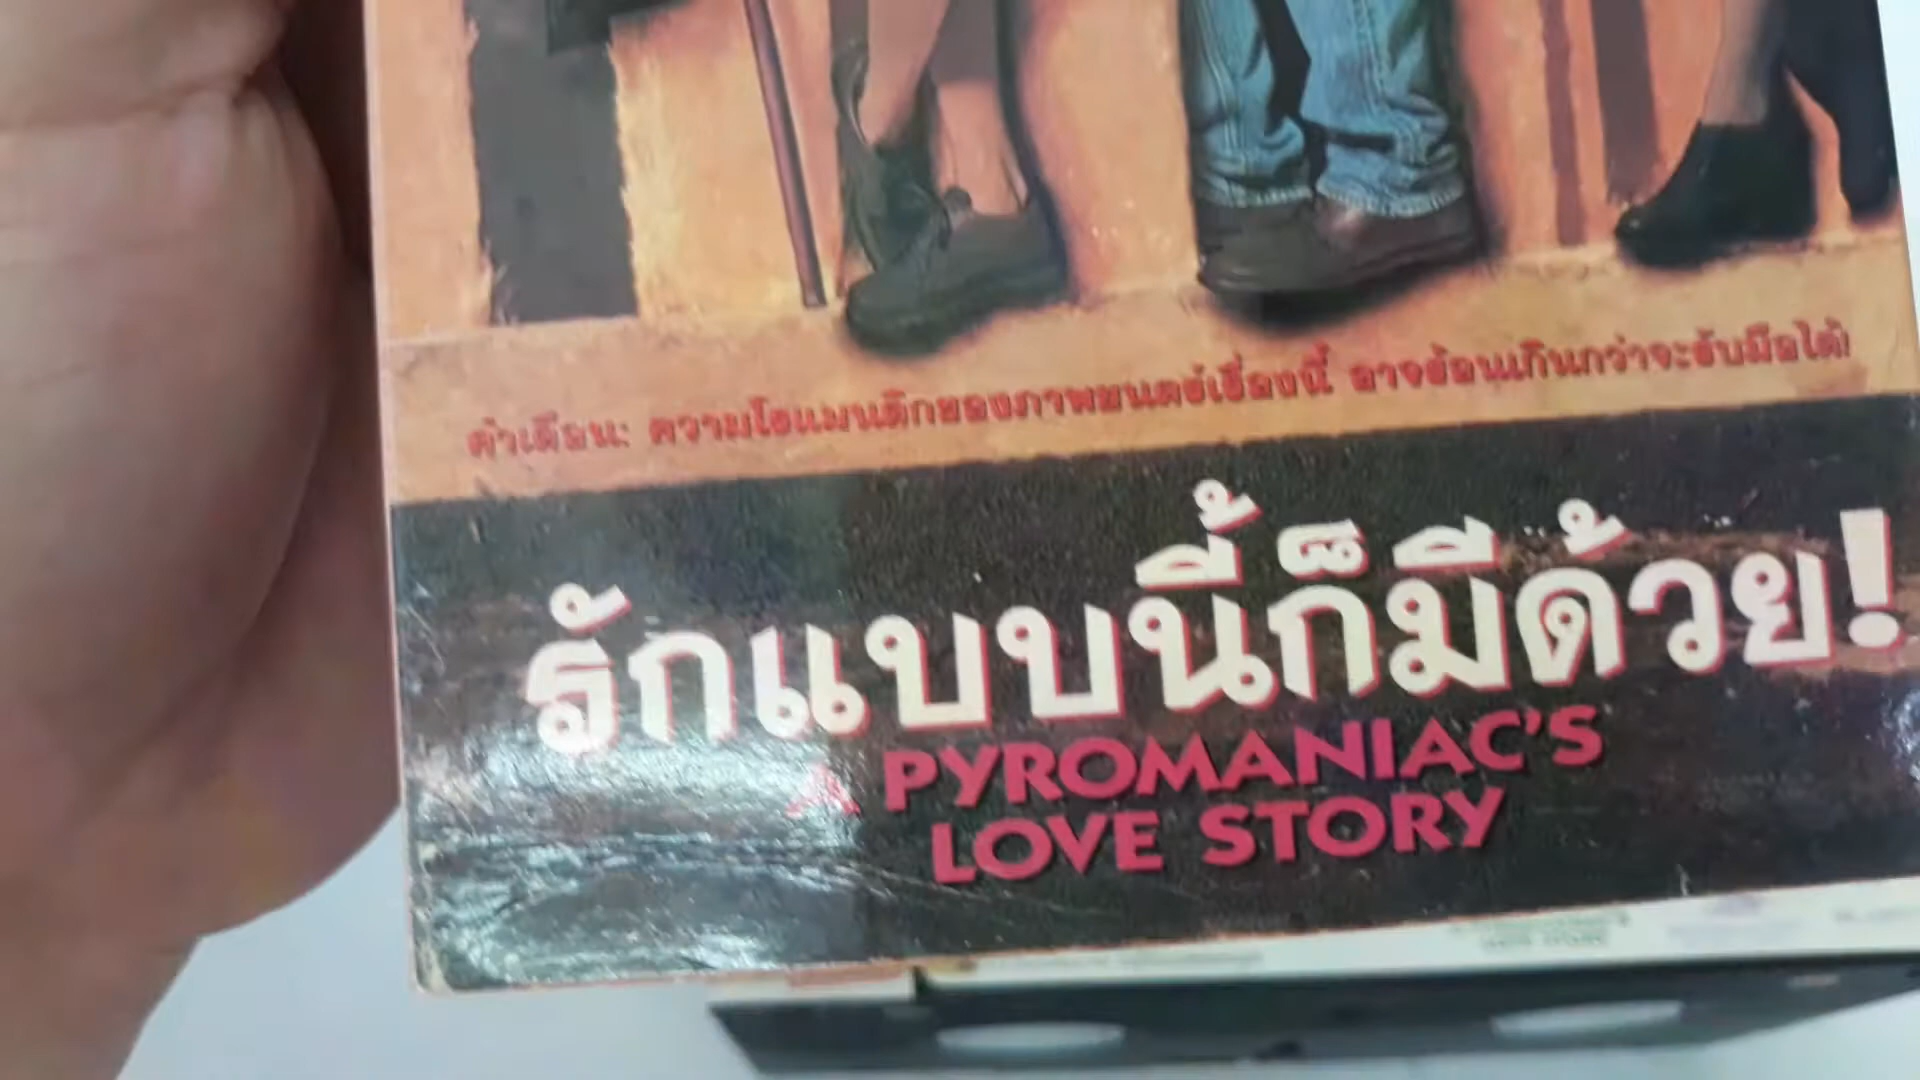 คำเตือน: ความโรแมนติกของภาพยนตร์เรื่องนี้ อาจร้อนเกินกว่าจะรับมือได้!
รักแบบนี้ก็มีด้วย!
A PYROMANIAC'S
LOVE STORY